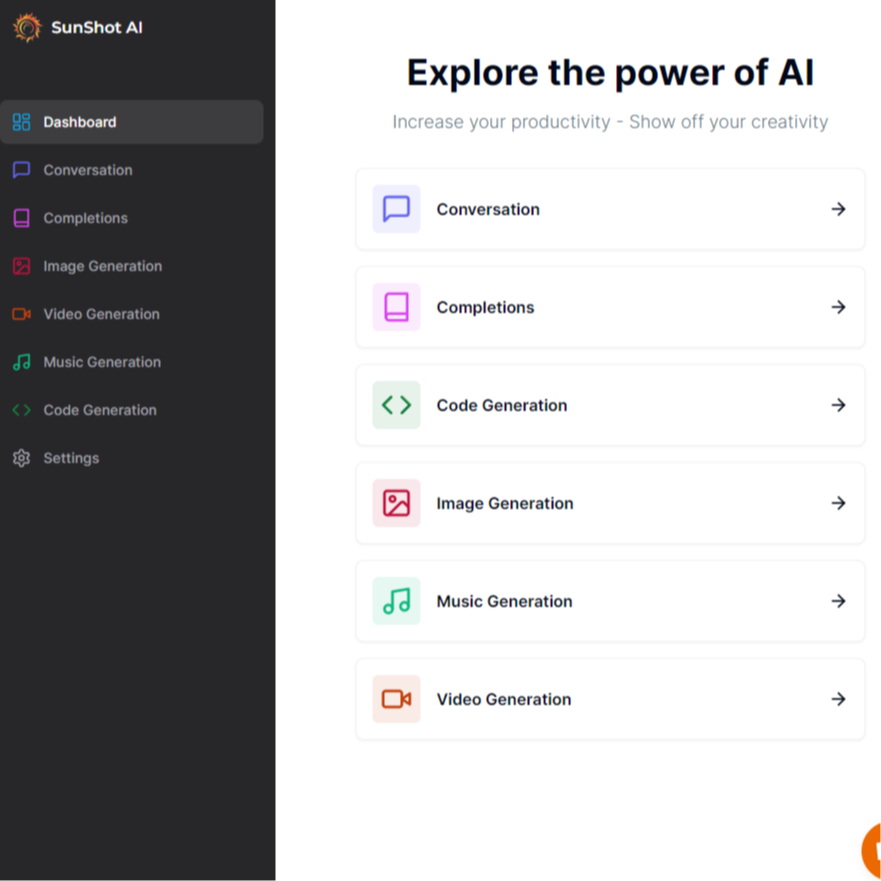 SunShot AI
Dashboard
Conversation
Completions
Image Generation
Video Generation
Music Generation
Code Generation
Settings
Explore the power of AI
Increase your productivity - Show off your creativity
Conversation
Completions
Code Generation
Image Generation
Music Generation
Video Generation